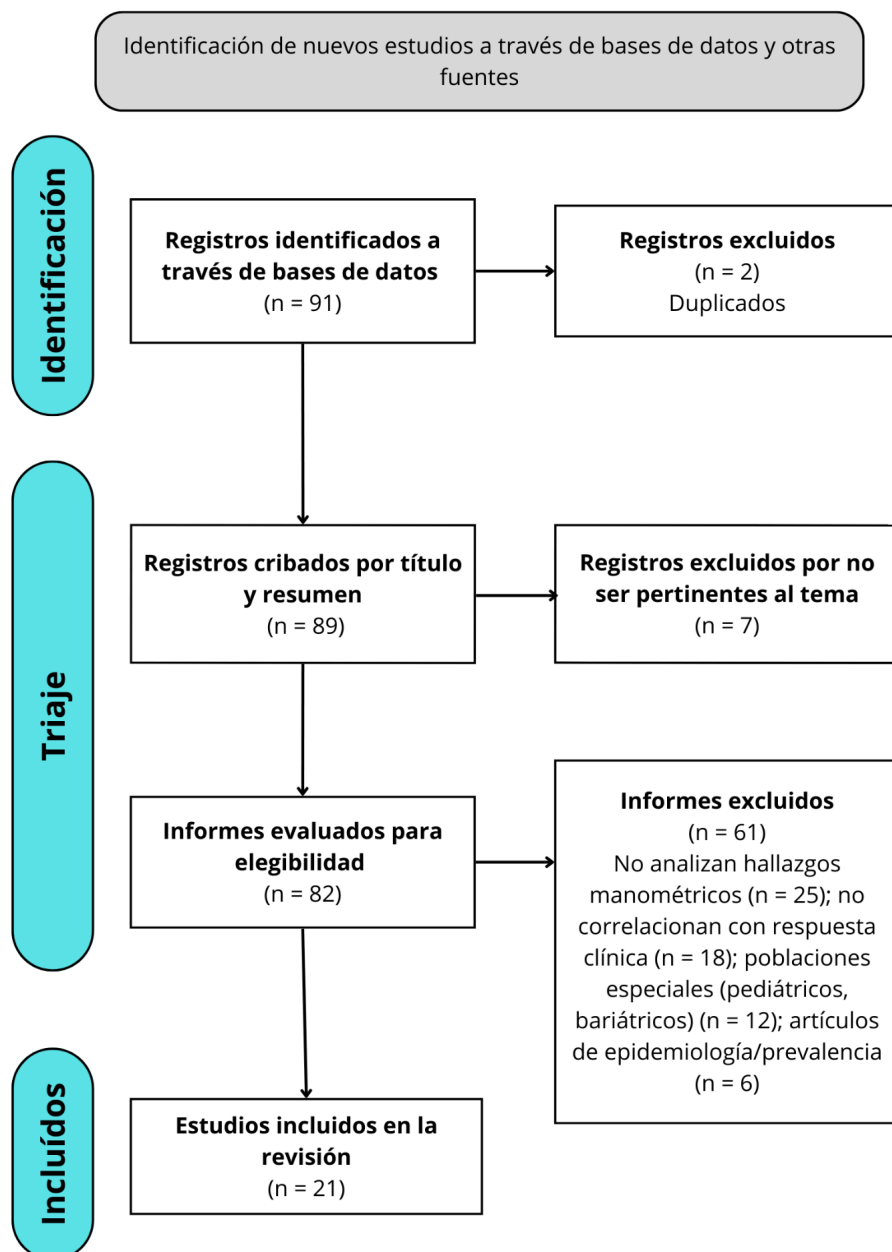 Identificación de nuevos estudios a través de bases de datos y otras
fuentes
Identificación
Registros identificados a
través de bases de datos
(n = 91)
Registros excluidos
(n = 2)
Duplicados
Triaje
Registros cribados por título
y resumen
(n = 89)
Registros excluidos por no
ser pertinentes al tema
(n = 7)
Informes evaluados para
elegibilidad
(n = 82)
Informes excluidos
(n = 61)
No analizan hallazgos
manométricos (n = 25); no
correlacionan con respuesta
clínica (n = 18); poblaciones
especiales (pediátricos,
bariátricos) (n = 12); artículos
de epidemiología/prevalencia
(n = 6)
Incluídos
Estudios incluidos en la
revisión
(n = 21)